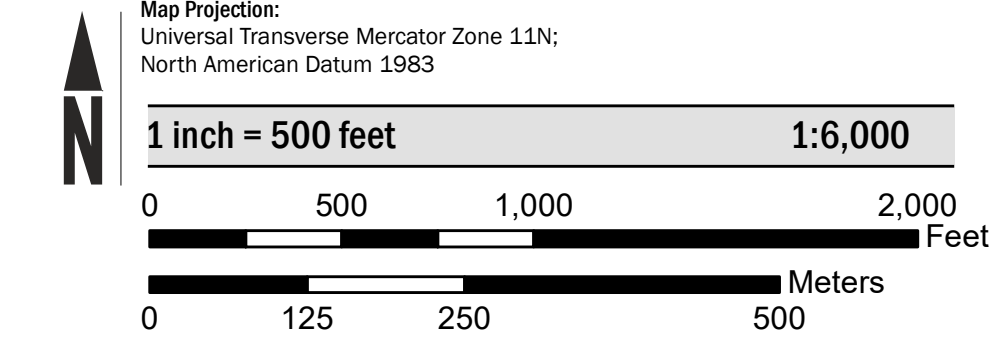 Map Projection:
Universal Transverse Mercator Zone 11N;
North American Datum 1983
N
1 inch = 500 feet 1:6,000
0 500 1,000 2,000
Feet
Meters
0 125 250 500